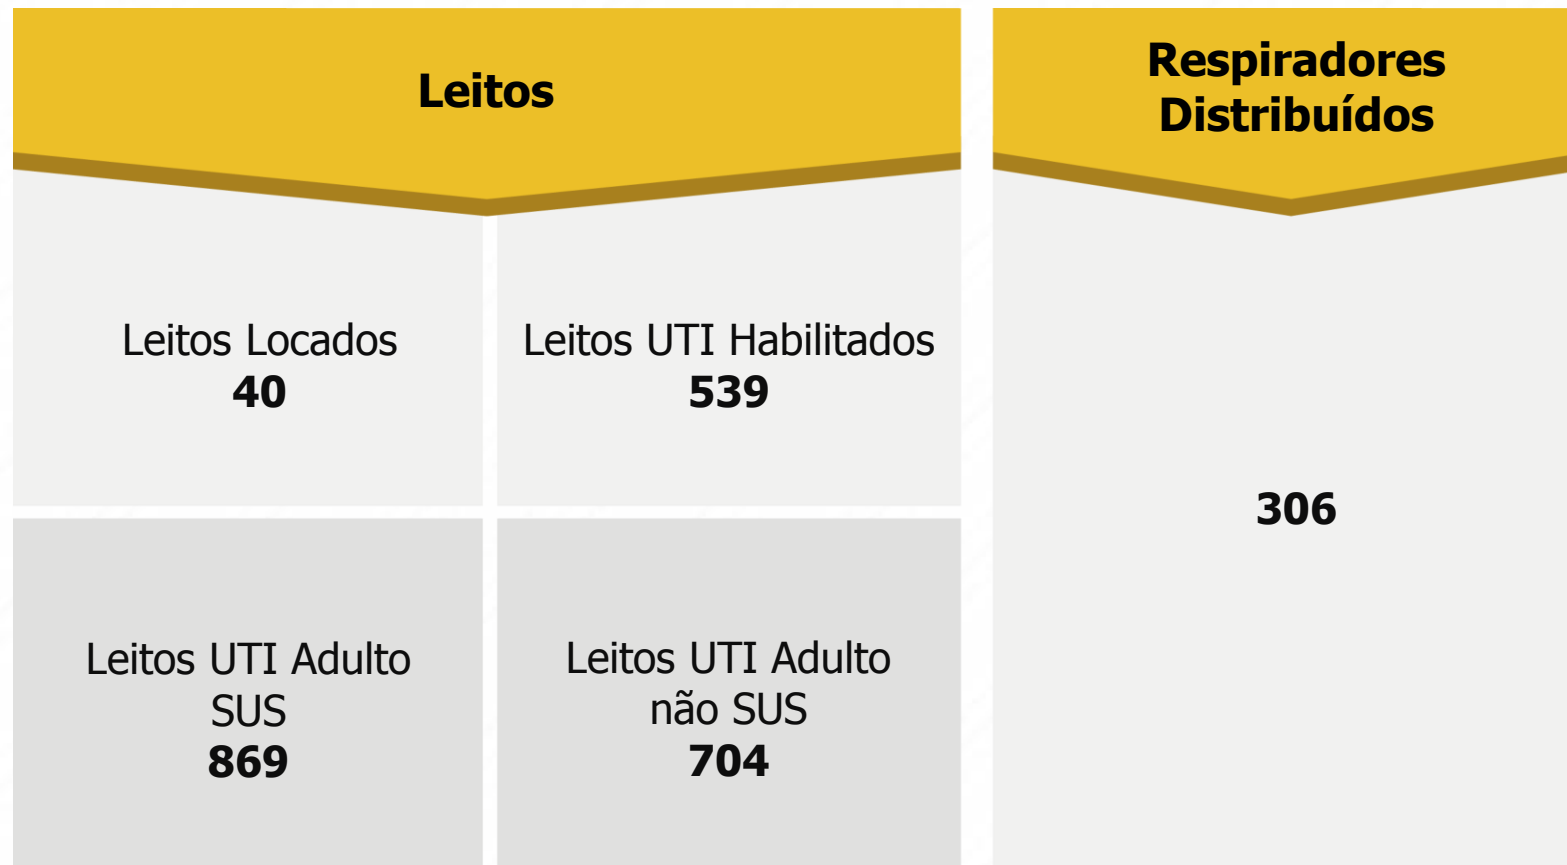 Leitos
Leitos Locados
40
Leitos UTI Habilitados
539
Leitos UTI Adulto
SUS
869
Leitos UTI Adulto
não SUS
704
Respiradores
Distribuídos
306